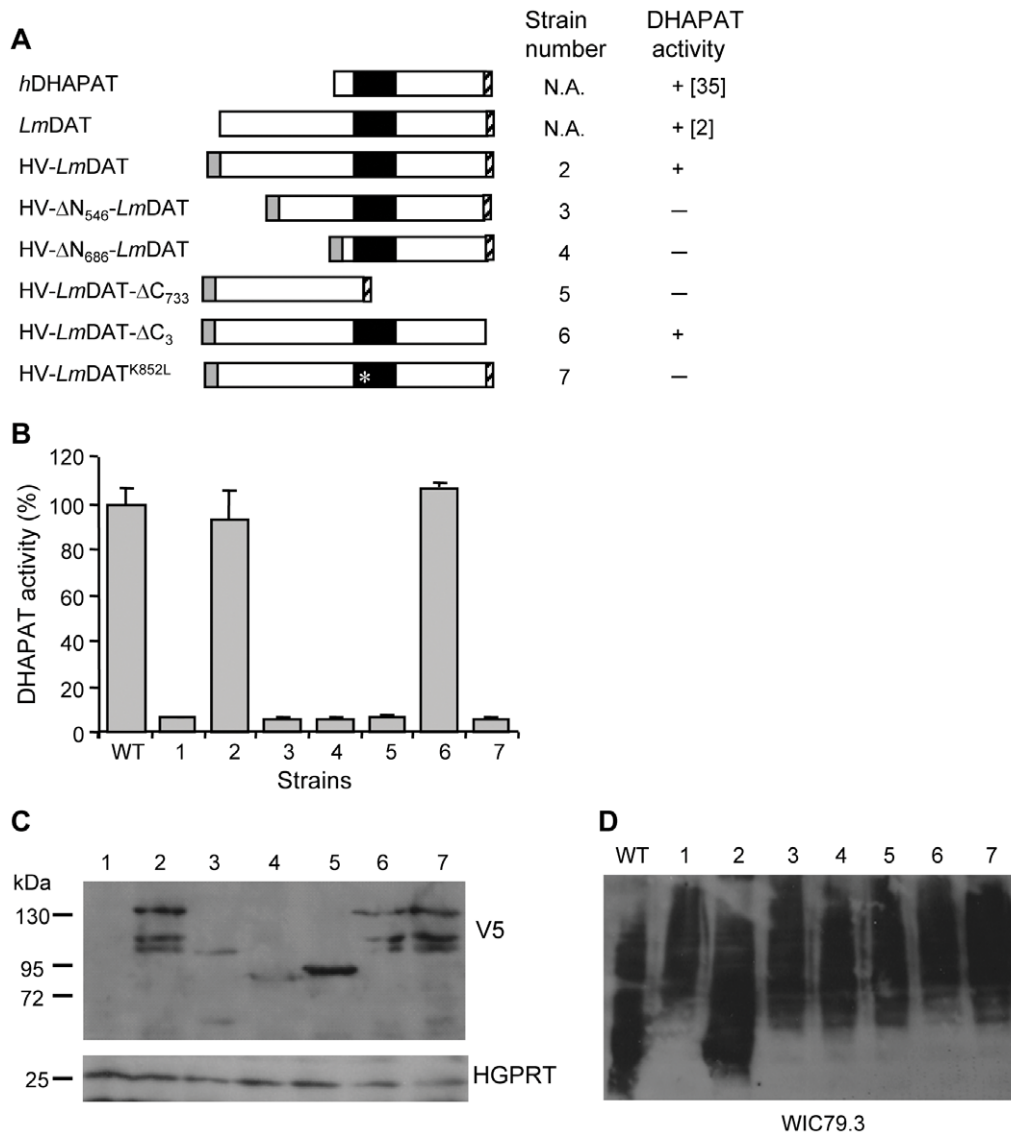 A
Strain number
DHAPAT activity
hDHAPAT N.A. + [35]
LmDAT N.A. + [2]
HV-LmDAT 2 +
HV-ΔN546-LmDAT 3 –
HV-ΔN686-LmDAT 4 –
HV-LmDAT-ΔC733 5 –
HV-LmDAT-ΔC3 6 +
HV-LmDATK852L * 7 –
B
DHAPAT activity (%)
120
100
80
60
40
20
0
WT 1 2 3 4 5 6 7
Strains
C
1 2 3 4 5 6 7
kDa
130
95
72
V5
25
HGPRT
D
WT 1 2 3 4 5 6 7
WIC79.3